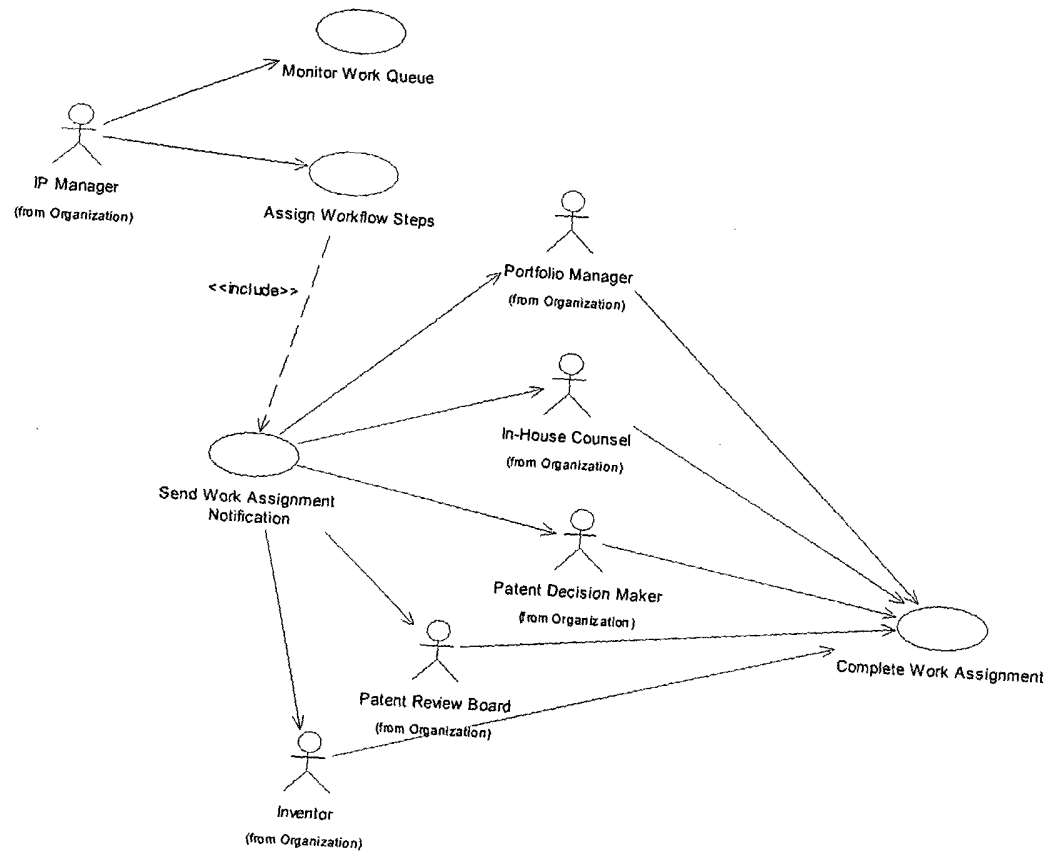 Monitor Work Queue
IP Manager
(from Organization)
Assign Workflow Steps
<<include>>
Portfolio Manager
(from Organization)
In-House Counsel
(from Organization)
Send Work Assignment
Notification
Patent Decision Maker
(from Organization)
Complete Work Assignment
Patent Review Board
(from Organization)
Inventor
(from Organization)